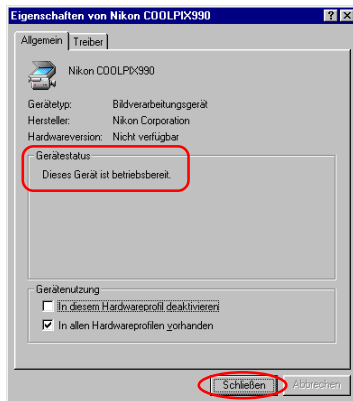 Eigenschaften von Nikon COOLPIX990
Allgemein Treiber
Nikon COOLPIX990
Gerätetyp: Bildverarbeitungsgerät
Hersteller: Nikon Corporation
Hardwareversion: Nicht verfügbar
Gerätestatus
Dieses Gerät ist betriebsbereit.
Gerätenutzung
In diesem Hardwareprofil deaktivieren
In allen Hardwareprofilen vorhanden
Schließen Abbrechen